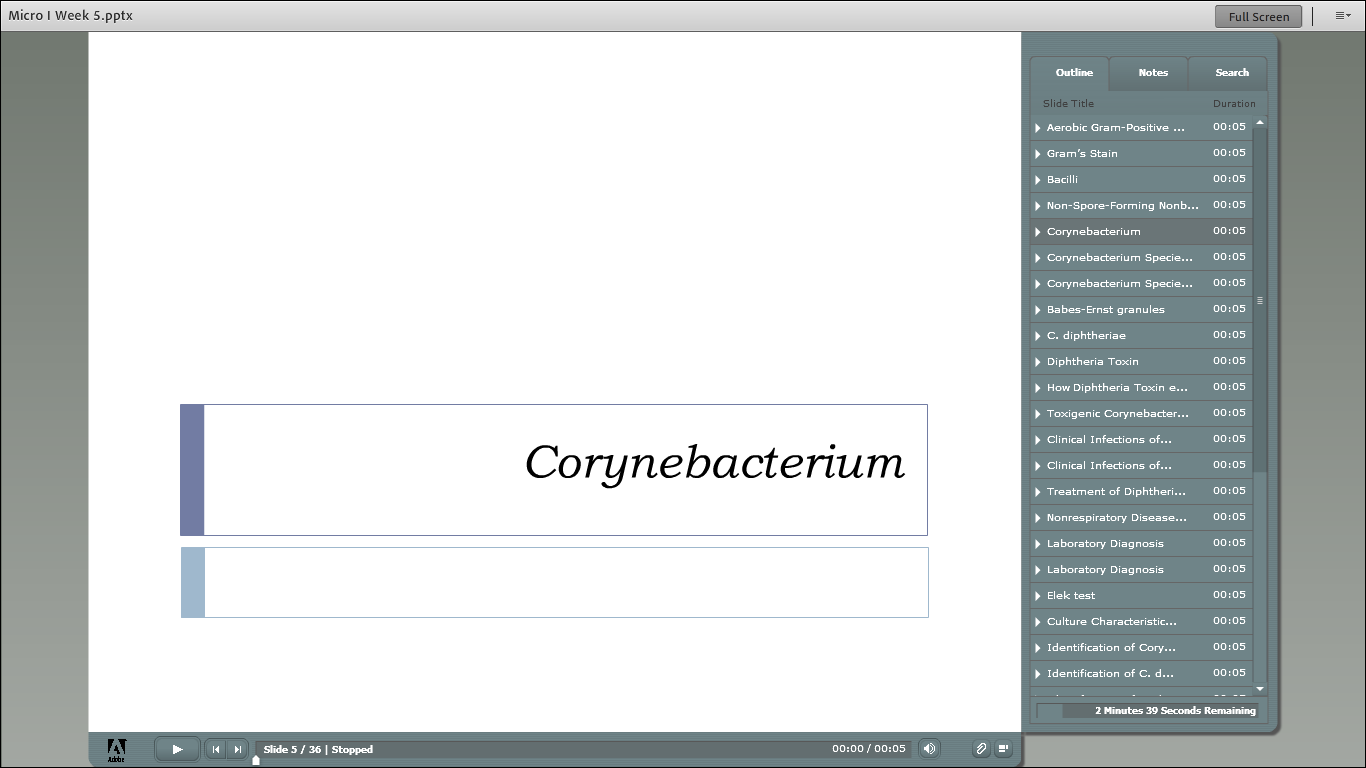 Micro I Week 5.pptx
Full Screen
Corynebacterium
Outline Notes Search
Slide Title Duration
Aerobic Gram-Positive ... 00:05
Gram's Stain 00:05
Bacilli 00:05
Non-Spore-Forming Nonb... 00:05
Corynebacterium 00:05
Corynebacterium Specie... 00:05
Corynebacterium Specie... 00:05
Babes-Ernst granules 00:05
C. diphtheriae 00:05
Diphtheria Toxin 00:05
How Diphtheria Toxin e... 00:05
Toxigenic Corynebacter... 00:05
Clinical Infections of... 00:05
Clinical Infections of... 00:05
Treatment of Diphtheri... 00:05
Nonrespiratory Disease... 00:05
Laboratory Diagnosis 00:05
Laboratory Diagnosis 00:05
Elek test 00:05
Culture Characteristic... 00:05
Identification of Cory... 00:05
Identification of C. d... 00:05
2 Minutes 39 Seconds Remaining
Adobe
Slide 5 / 36 | Stopped
00:00 / 00:05